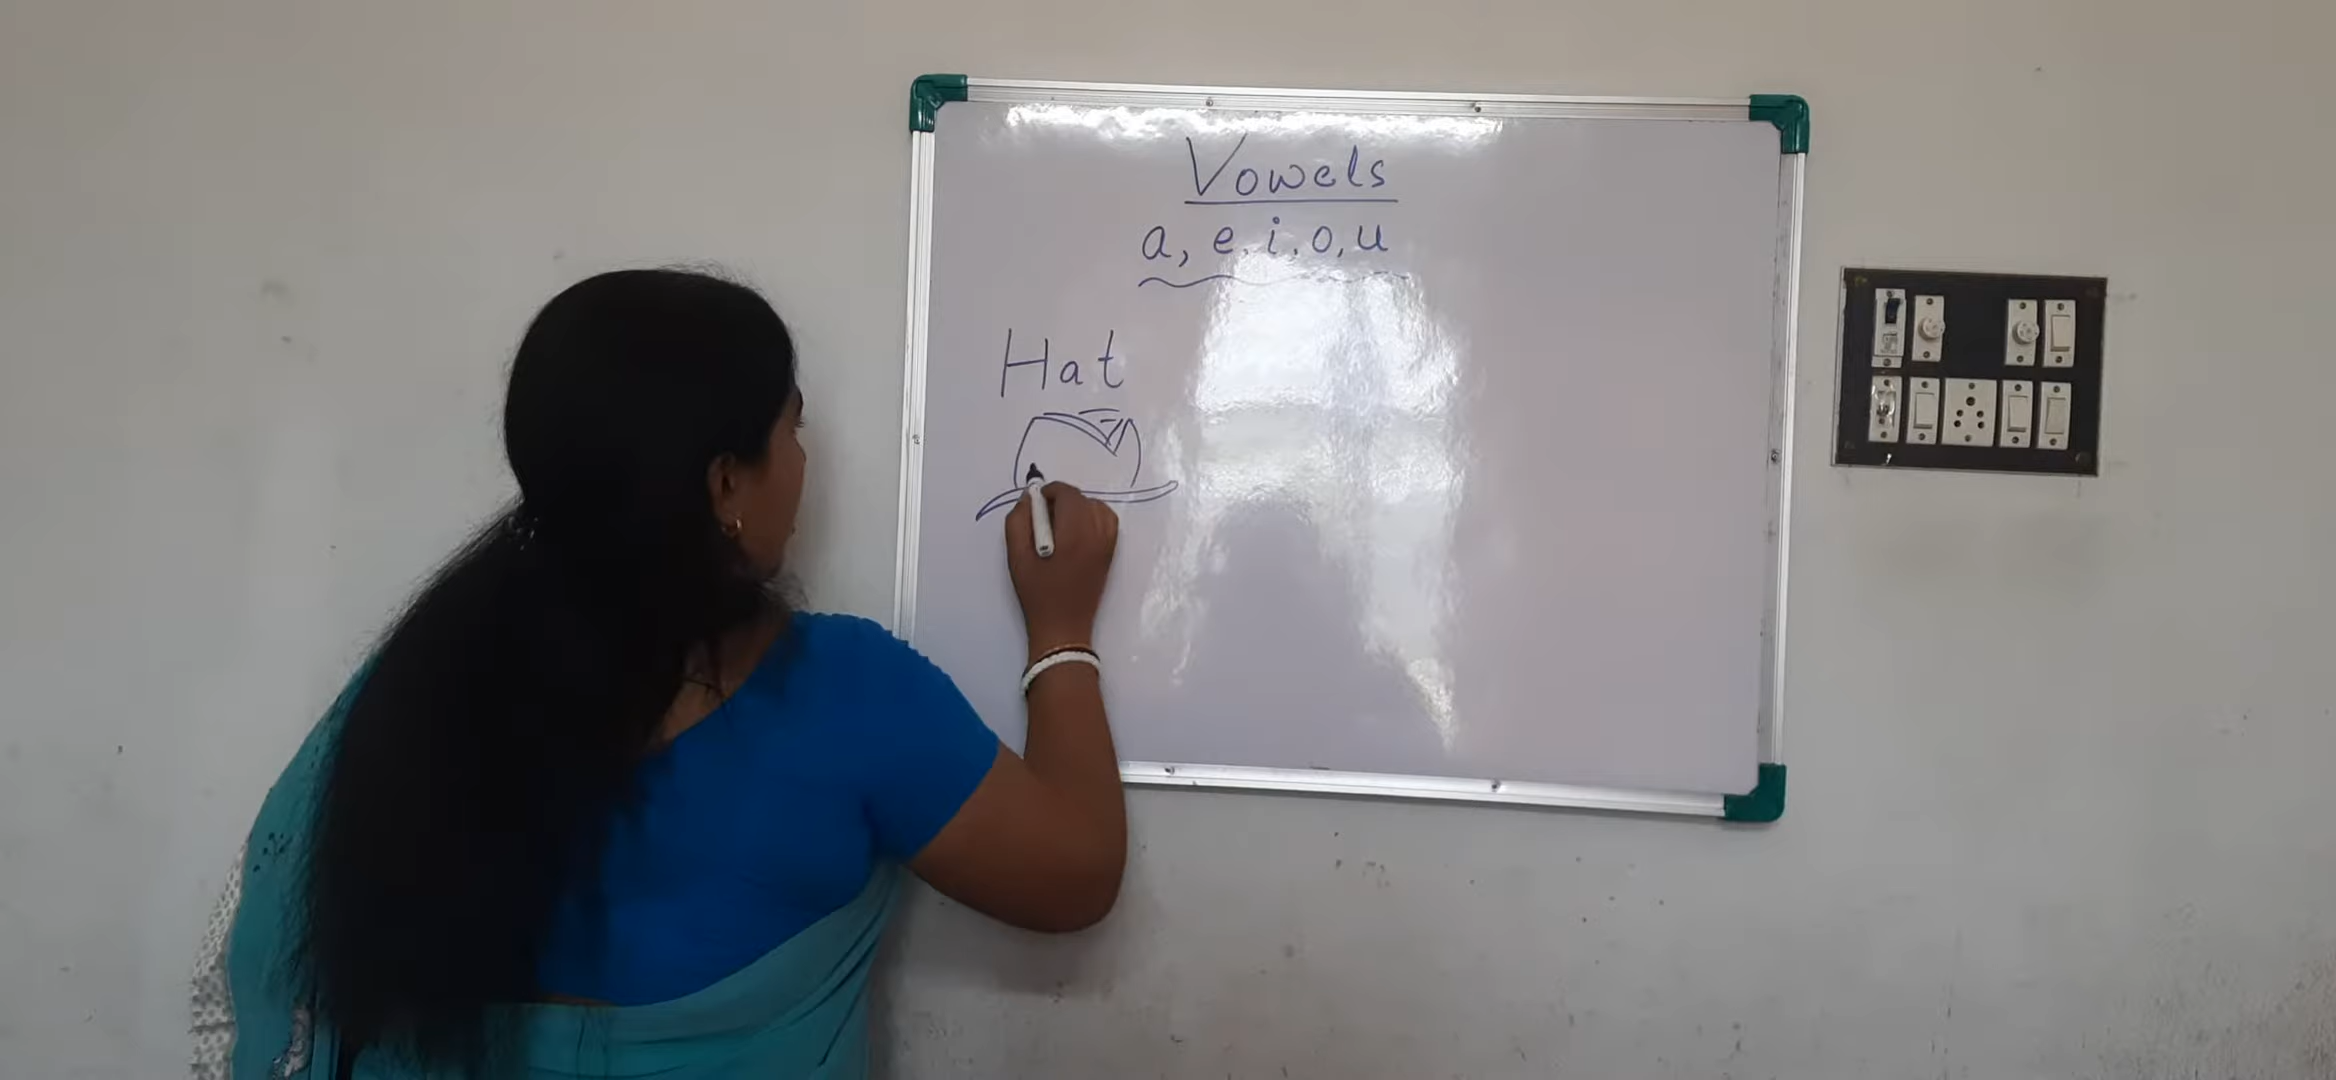 Vowels
a, e, i, o, u
Hat